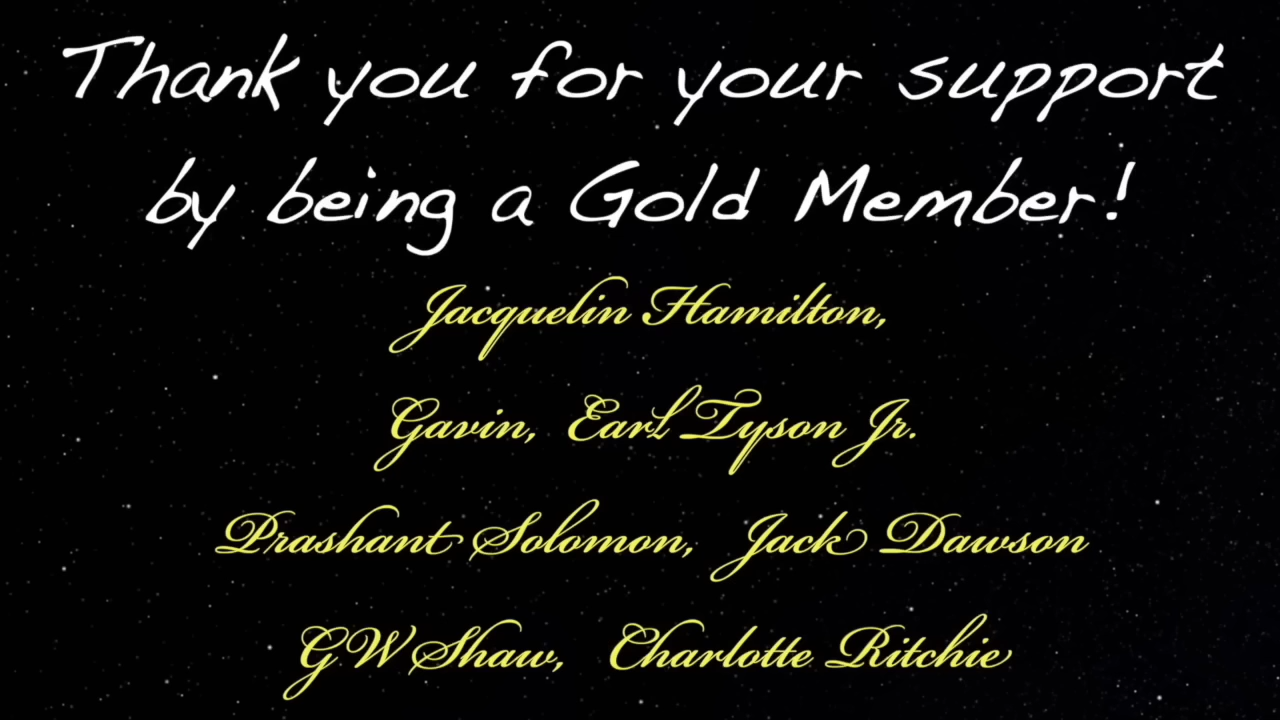 Thank you for your support
by being a Gold Member!
Jacquelin Hamilton,
Gavin, Earl Tyson Jr.
Prashant Solomon, Jack Dawson
GW Shaw, Charlotte Ritchie